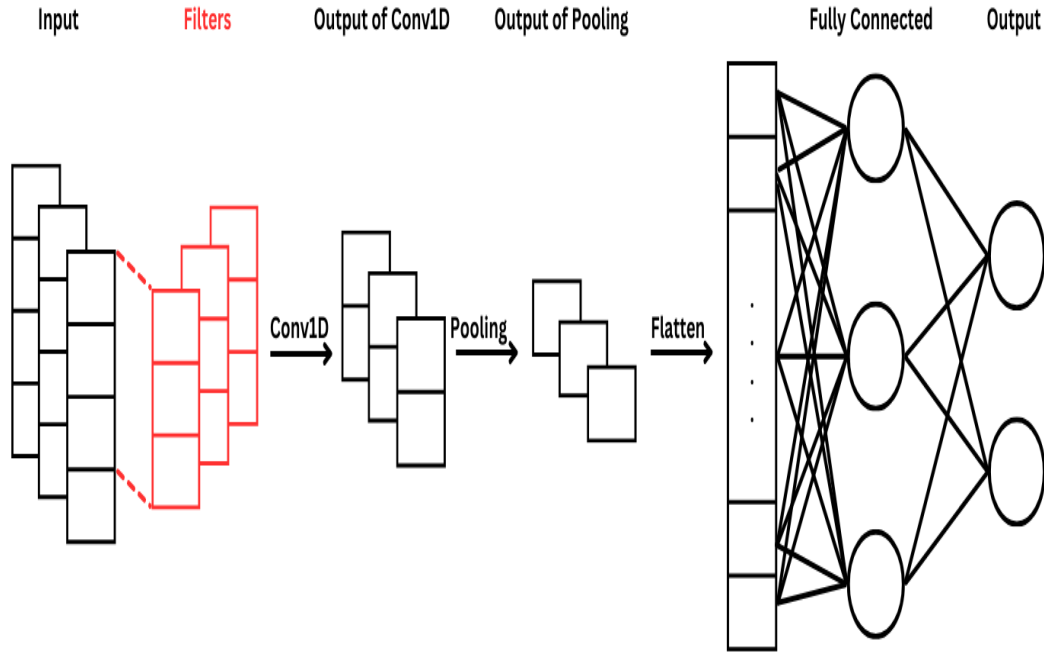 Input
Filters
Output of Conv1D
Output of Pooling
Fully Connected
Output
Conv1D
Pooling
Flatten